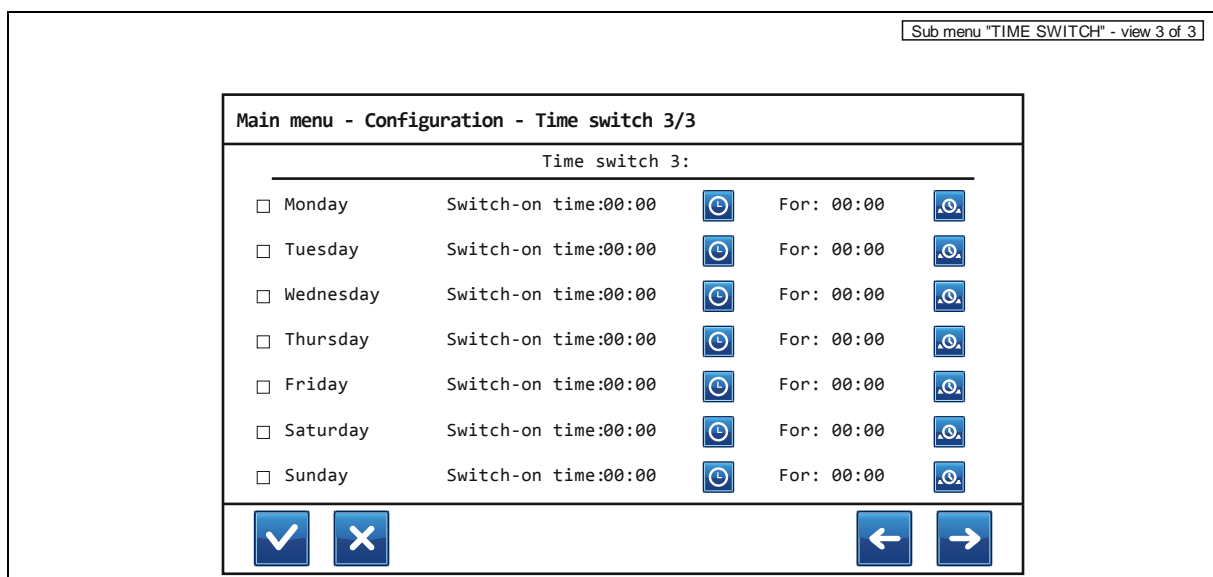 Sub menu "TIME SWITCH" - view 3 of 3
Main menu - Configuration - Time switch 3/3
Time switch 3:
Monday Switch-on time:00:00 For: 00:00
Tuesday Switch-on time:00:00 For: 00:00
Wednesday Switch-on time:00:00 For: 00:00
Thursday Switch-on time:00:00 For: 00:00
Friday Switch-on time:00:00 For: 00:00
Saturday Switch-on time:00:00 For: 00:00
Sunday Switch-on time:00:00 For: 00:00